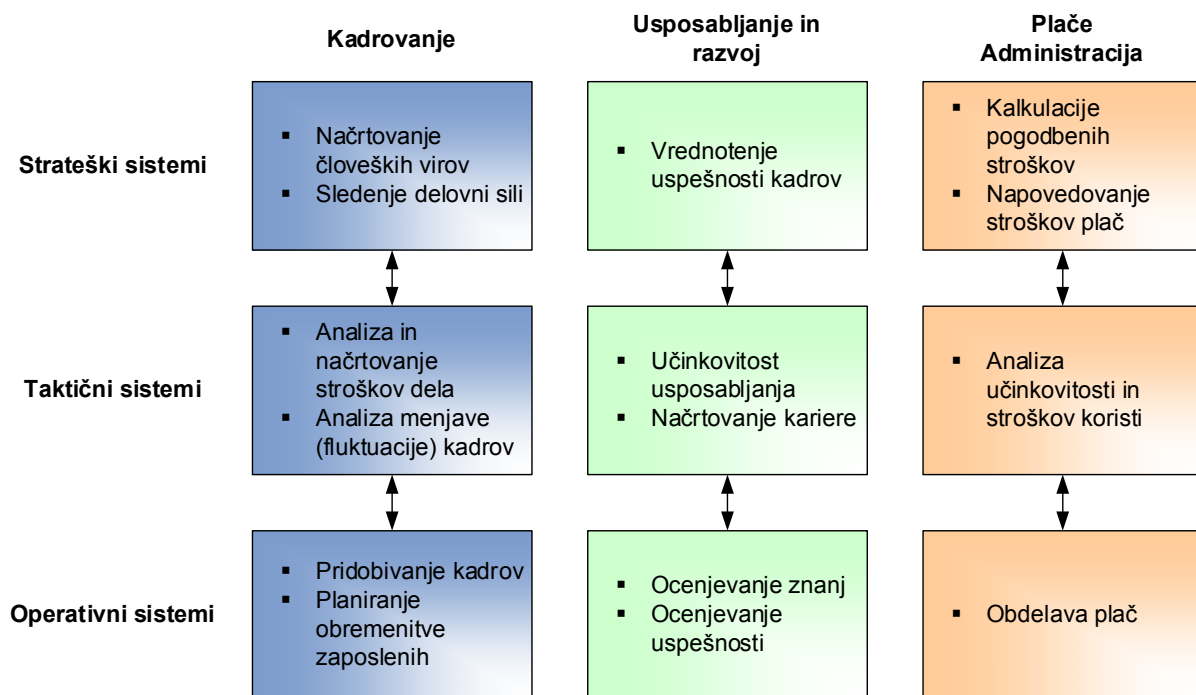 Kadrovanje
Usposabljanje in
razvoj
Plače
Administracija
Strateški sistemi
▪ Načrtovanje
človeških virov
▪ Sledenje delovni sili
▪ Vrednotenje
uspešnosti kadrov
▪ Kalkulacije
pogodbenih
stroškov
▪ Napovedovanje
stroškov plač
Taktični sistemi
▪ Analiza in
načrtovanje
stroškov dela
▪ Analiza menjave
(fluktuacije) kadrov
▪ Učinkovitost
usposabljanja
▪ Načrtovanje kariere
▪ Analiza
učinkovitosti in
stroškov koristi
Operativni sistemi
▪ Pridobivanje kadrov
▪ Planiranje
obremenitve
zaposlenih
▪ Ocenjevanje znanj
▪ Ocenjevanje
uspešnosti
▪ Obdelava plač